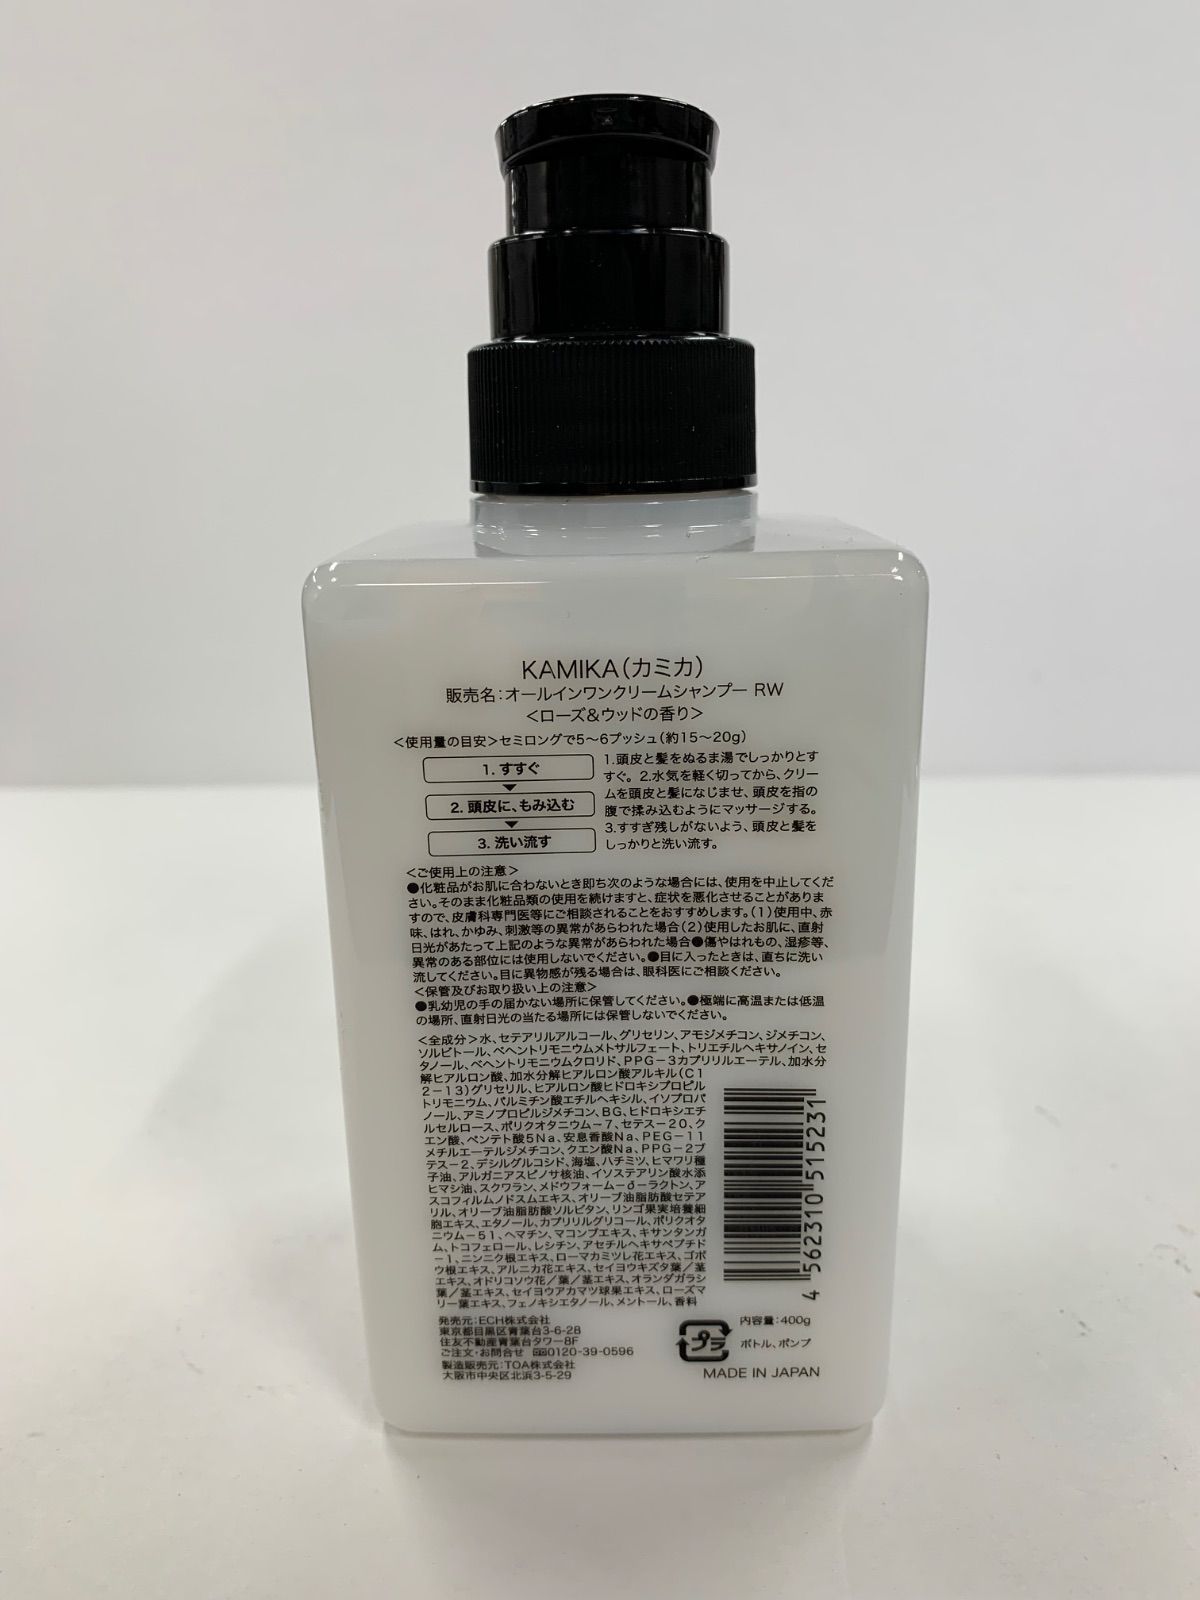 KAMIKA(カミカ)
販売名:オールインワンクリームシャンプー RW
<ローズ&ウッドの香り>
<使用量の目安>セミロングで5〜6プッシュ(約15〜20g)
1. すすぐ
2. 頭皮に、もみ込む
3. 洗い流す
1.頭皮と髪をぬるま湯でしっかりとす
すぐ。2.水気を軽く切ってから、クリー
ムを頭皮と髪になじませ、頭皮を指の
腹で揉み込むようにマッサージする。
3.すすぎ残しがないよう、頭皮と髪を
しっかりと洗い流す。
<ご使用上の注意>
●化粧品がお肌に合わないとき即ち次のような場合には、使用を中止してくだ
さい。そのまま化粧品類の使用を続けますと、症状を悪化させることがありま
すので、皮膚科専門医等にご相談されることをおすすめします。(1)使用中、赤
味、はれ、かゆみ、刺激等の異常があらわれた場合(2)使用したお肌に、直射
日光があたって上記のような異常があらわれた場合●傷やはれもの、湿疹等、
異常のある部位には使用しないでください。●目に入ったときは、直ちに洗い
流してください。目に異物感が残る場合は、眼科医にご相談ください。
<保管及びお取り扱い上の注意>
●乳幼児の手の届かない場所に保管してください。●極端に高温または低温
の場所、直射日光の当たる場所には保管しないでください。
<全成分>水、セテアリルアルコール、グリセリン、アモジメチコン、ジメチコン、
ソルビトール、ベヘントリモニウムメトサルフェート、トリエチルヘキサノイン、セ
タノール、ベヘントリモニウムクロリド、PPG-3カプリリルエーテル、加水分
解ヒアルロン酸、加水分解ヒアルロン酸アルキル(C1
2-13)グリセリル、ヒアルロン酸ヒドロキシプロピル
トリモニウム、パルミチン酸エチルヘキシル、イソプロパ
ノール、アミノプロピルジメチコン、BG、ヒドロキシエチ
ルセルロース、ポリクオタニウム-7、セテス-20、ク
エン酸、ペンテト酸5Na、安息香酸Na、PEG-11
メチルエーテルジメチコン、クエン酸Na、PPG-2ブ
テス-2、デシルグルコシド、海塩、ハチミツ、ヒマワリ種
子油、アルガニアスピノサ核油、イソステアリン酸水添
ヒマシ油、スクワラン、メドウフォーム-δ-ラクトン、ア
スコフィルムノドスムエキス、オリーブ油脂肪酸セテア
リル、オリーブ油脂肪酸ソルビタン、リンゴ果実培養細
胞エキス、エタノール、カプリリルグリコール、ポリクオタ
ニウム-51、ヘマチン、マコンブエキス、キサンタンガ
ム、トコフェロール、レシチン、アセチルヘキサペプチド
-1、ニンニク根エキス、ローマカミツレ花エキス、ゴボ
ウ根エキス、アルニカ花エキス、セイヨウキズタ葉/茎
エキス、オドリコソウ花/葉/茎エキス、オランダガラシ
葉/茎エキス、セイヨウアカマツ球果エキス、ローズマ
リー葉エキス、フェノキシエタノール、メントール、香料
4 562310 515231
発売元:ECH株式会社
東京都目黒区青葉台3-6-28
住友不動産青葉台タワー8F
ご注文・お問合せ 0120-39-0596
製造販売元:TOA株式会社
大阪市中央区北浜3-5-29
プラ
内容量:400g
ボトル、ポンプ
MADE IN JAPAN